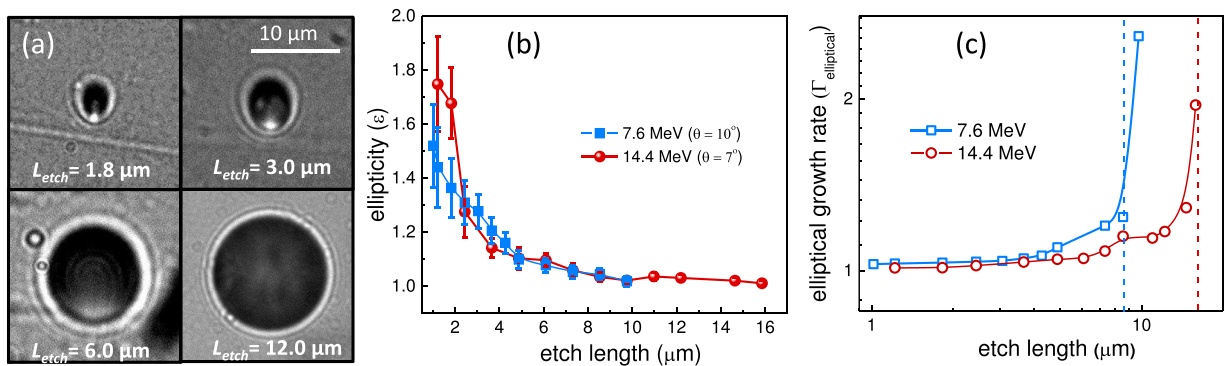 (a)
10 μm
L_etch= 1.8 μm
L_etch= 3.0 μm
L_etch= 6.0 μm
L_etch= 12.0 μm
(b)
ellipticity (ε)
2.0
1.8
1.6
1.4
1.2
1.0
7.6 MeV (θ = 10°)
14.4 MeV (θ = 7°)
2 4 6 8 10 12 14 16
etch length (μm)
(c)
elliptical growth rate (Γelliptical)
2
1
7.6 MeV
14.4 MeV
1 10
etch length (μm)